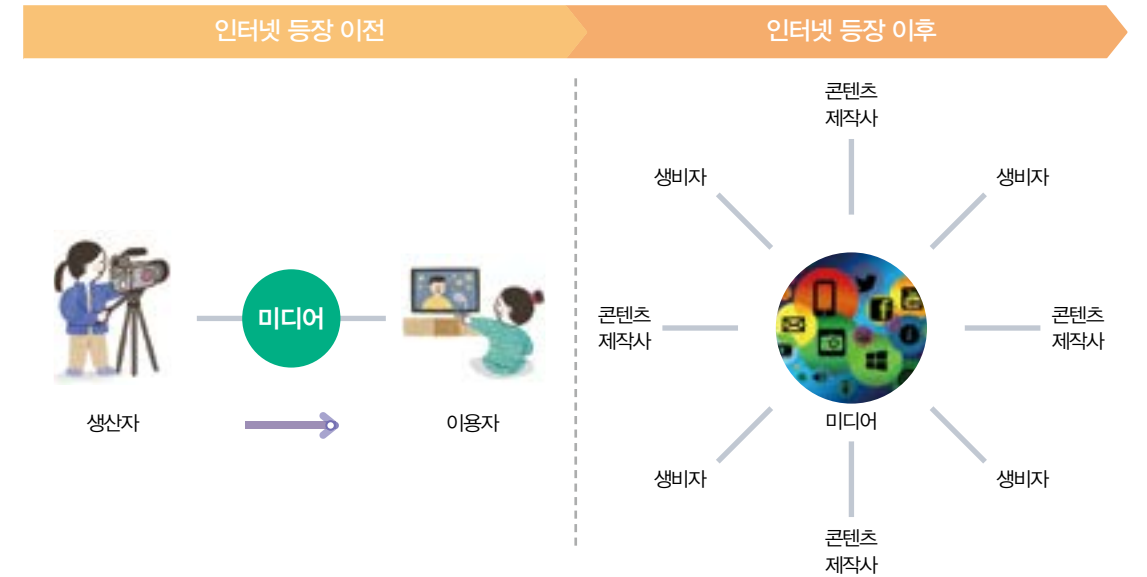 인터넷 등장 이전
인터넷 등장 이후
미디어
생산자
이용자
콘텐츠
제작사
생비자
생비자
콘텐츠
제작사
콘텐츠
제작사
미디어
생비자
생비자
콘텐츠
제작사